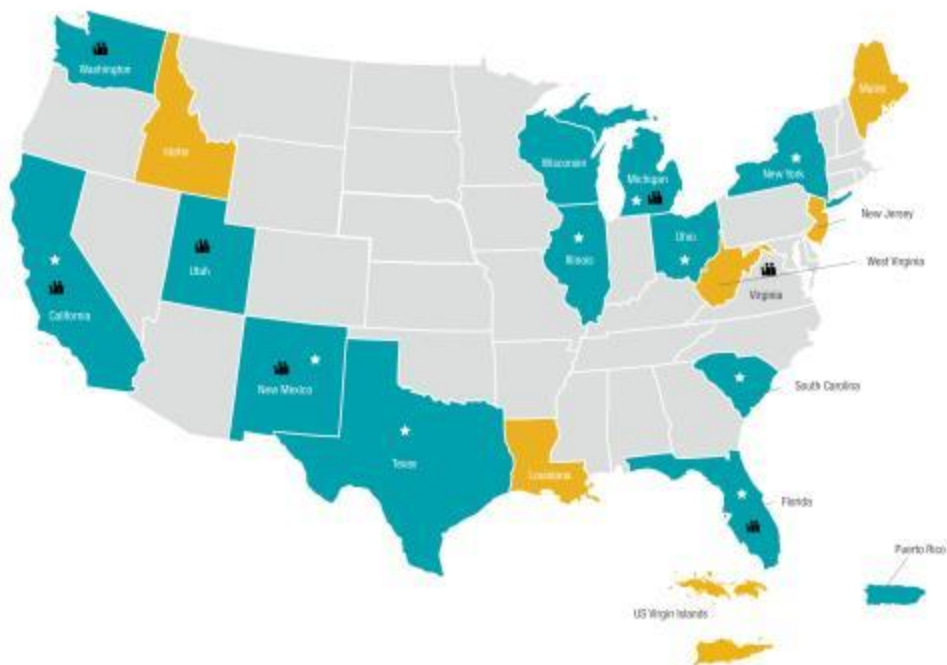 Washington
Maine
Idaho
Wisconsin
Michigan
New York
New Jersey
Ohio
Utah
Illinois
West Virginia
Virginia
California
New Mexico
South Carolina
Texas
Louisiana
Florida
Puerto Rico
US Virgin Islands